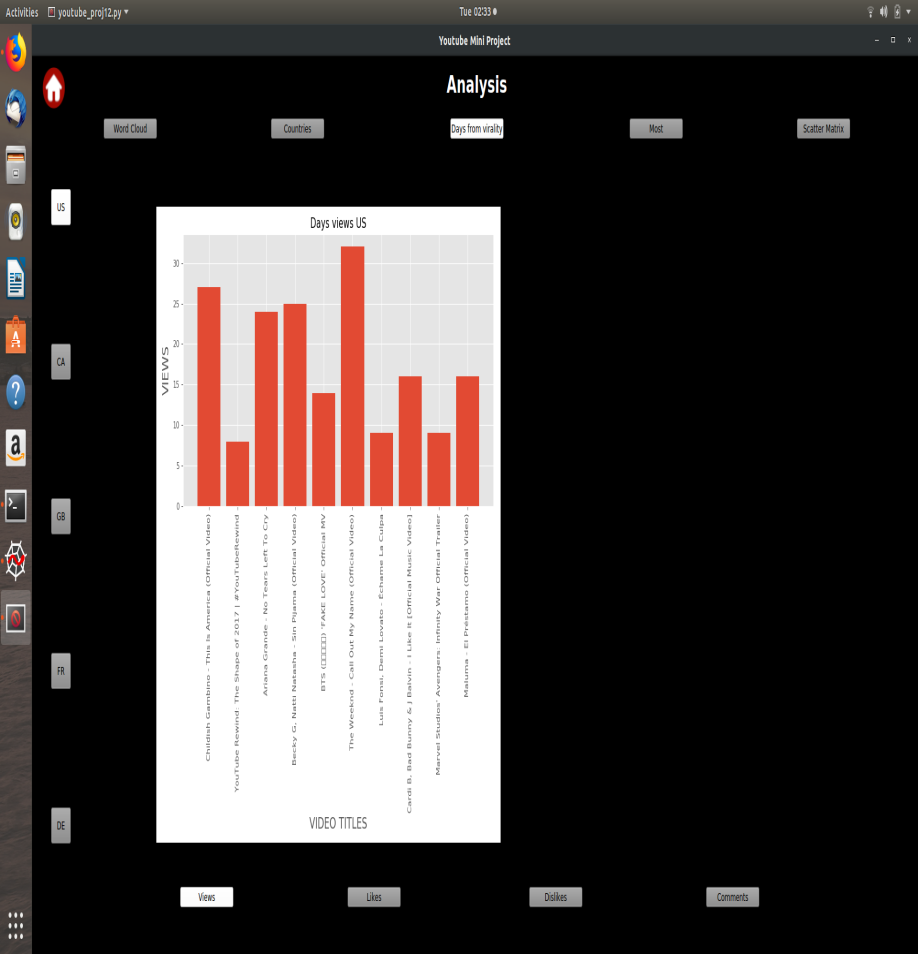 Activities youtube_proj12.py Tue 02:33
Youtube Mini Project
Analysis
Word Cloud Countries Days from virality Most Scatter Matrix
US
CA
GB
FR
DE
Days views US
VIEWS
30
25
20
15
10
5
0
Childish Gambino - This Is America (Official Video)
YouTube Rewind: The Shape of 2017 | #YouTubeRewind
Ariana Grande - No Tears Left To Cry
Becky G, Natti Natasha - Sin Pijama (Official Video)
BTS (□□□□□) 'FAKE LOVE' Official MV
The Weeknd - Call Out My Name (Official Video)
Luis Fonsi, Demi Lovato - Échame La Culpa
Cardi B, Bad Bunny & J Balvin - I Like It [Official Music Video]
Marvel Studios' Avengers: Infinity War Official Trailer
Maluma - El Préstamo (Official Video)
VIDEO TITLES
Views Likes Dislikes Comments